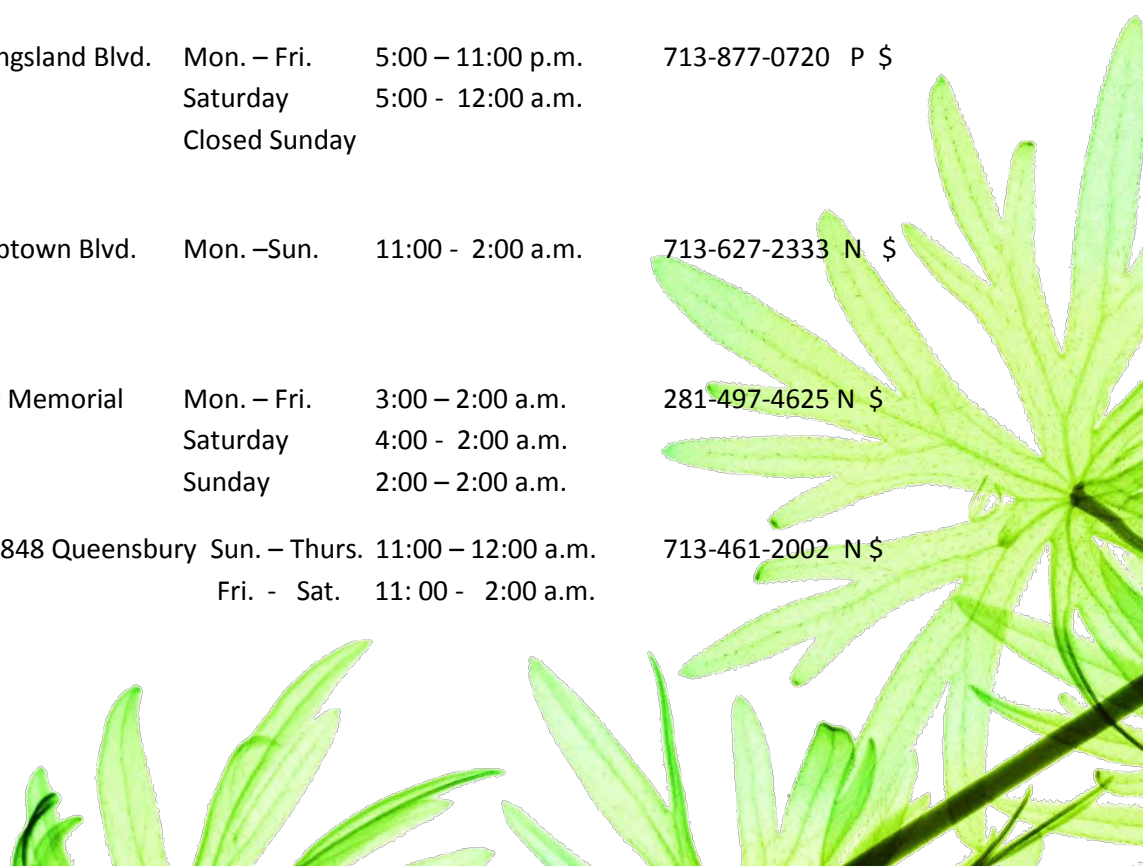 ngsland Blvd. Mon. – Fri. 5:00 – 11:00 p.m. 713-877-0720 P $
Saturday 5:00 - 12:00 a.m.
Closed Sunday
ptown Blvd. Mon. –Sun. 11:00 - 2:00 a.m. 713-627-2333 N $
Memorial Mon. – Fri. 3:00 – 2:00 a.m. 281-497-4625 N $
Saturday 4:00 - 2:00 a.m.
Sunday 2:00 – 2:00 a.m.
848 Queensbury Sun. – Thurs. 11:00 – 12:00 a.m. 713-461-2002 N $
Fri. - Sat. 11: 00 - 2:00 a.m.